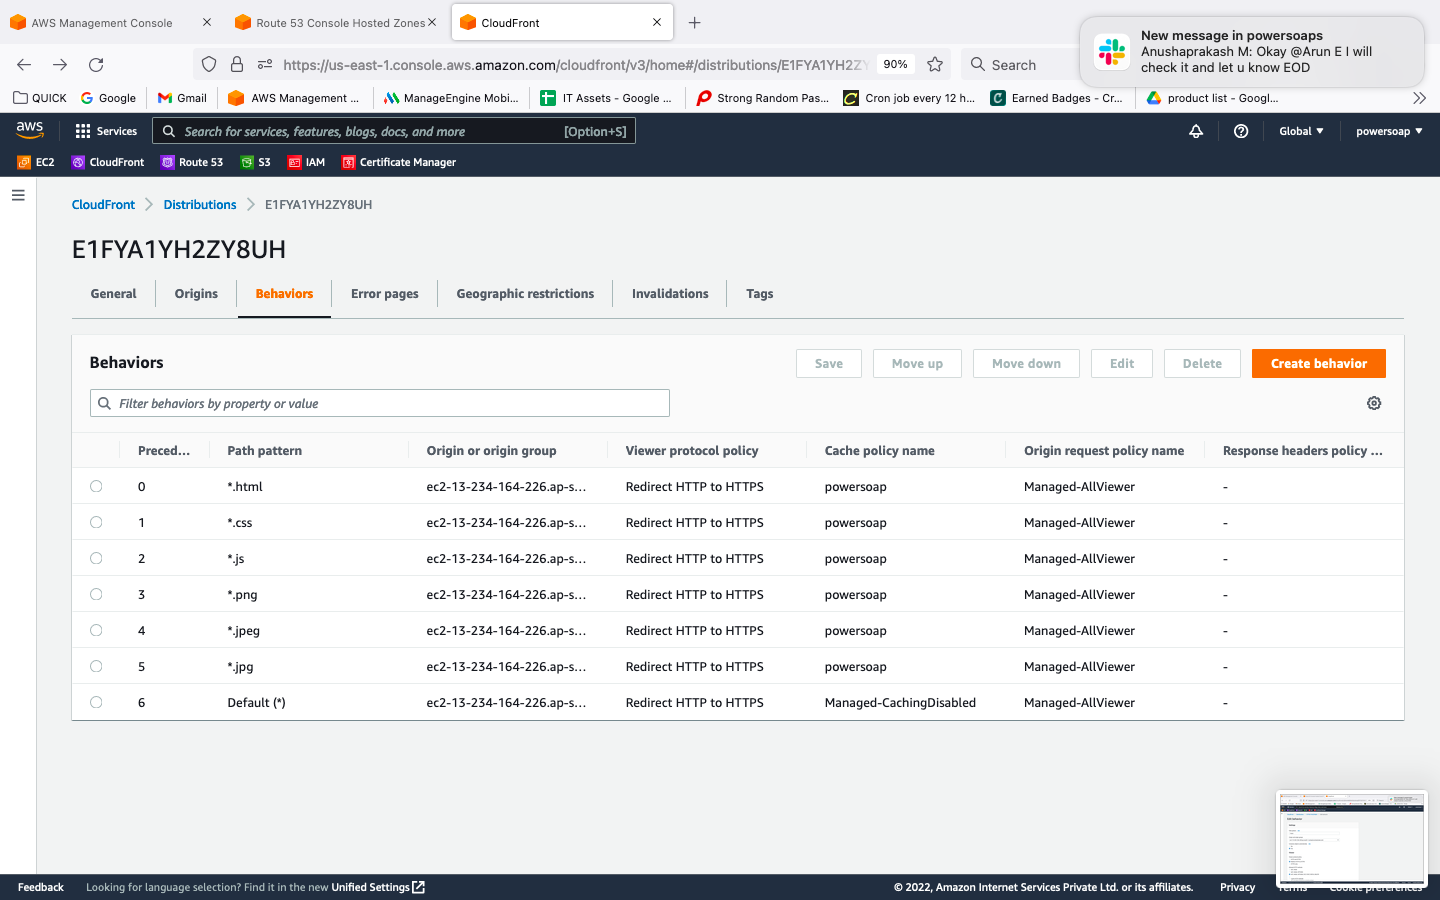 AWS Management Console
Route 53 Console Hosted Zones
CloudFront
New message in powersoaps
Anushaprakash M: Okay @Arun E I will
check it and let u know EOD
https://us-east-1.console.aws.amazon.com/cloudfront/v3/home#/distributions/E1FYA1YH2ZY
90%
Search
QUICK
Google
Gmail
AWS Management ...
ManageEngine Mobi...
IT Assets - Google ...
Strong Random Pas...
Cron job every 12 h...
Earned Badges - Cr...
product list - Googl...
aws
Services
Search for services, features, blogs, docs, and more
[Option+S]
Global
powersoap
EC2
CloudFront
Route 53
S3
IAM
Certificate Manager
CloudFront
Distributions
E1FYA1YH2ZY8UH
E1FYA1YH2ZY8UH
General
Origins
Behaviors
Error pages
Geographic restrictions
Invalidations
Tags
Behaviors
Save
Move up
Move down
Edit
Delete
Create behavior
Filter behaviors by property or value
Preced... Path pattern Origin or origin group Viewer protocol policy Cache policy name Origin request policy name Response headers policy ...
0 *.html ec2-13-234-164-226.ap-s... Redirect HTTP to HTTPS powersoap Managed-AllViewer -
1 *.css ec2-13-234-164-226.ap-s... Redirect HTTP to HTTPS powersoap Managed-AllViewer -
2 *.js ec2-13-234-164-226.ap-s... Redirect HTTP to HTTPS powersoap Managed-AllViewer -
3 *.png ec2-13-234-164-226.ap-s... Redirect HTTP to HTTPS powersoap Managed-AllViewer -
4 *.jpeg ec2-13-234-164-226.ap-s... Redirect HTTP to HTTPS powersoap Managed-AllViewer -
5 *.jpg ec2-13-234-164-226.ap-s... Redirect HTTP to HTTPS powersoap Managed-AllViewer -
6 Default (*) ec2-13-234-164-226.ap-s... Redirect HTTP to HTTPS Managed-CachingDisabled Managed-AllViewer -
Feedback
Looking for language selection? Find it in the new Unified Settings
© 2022, Amazon Internet Services Private Ltd. or its affiliates.
Privacy
Terms
Cookie preferences